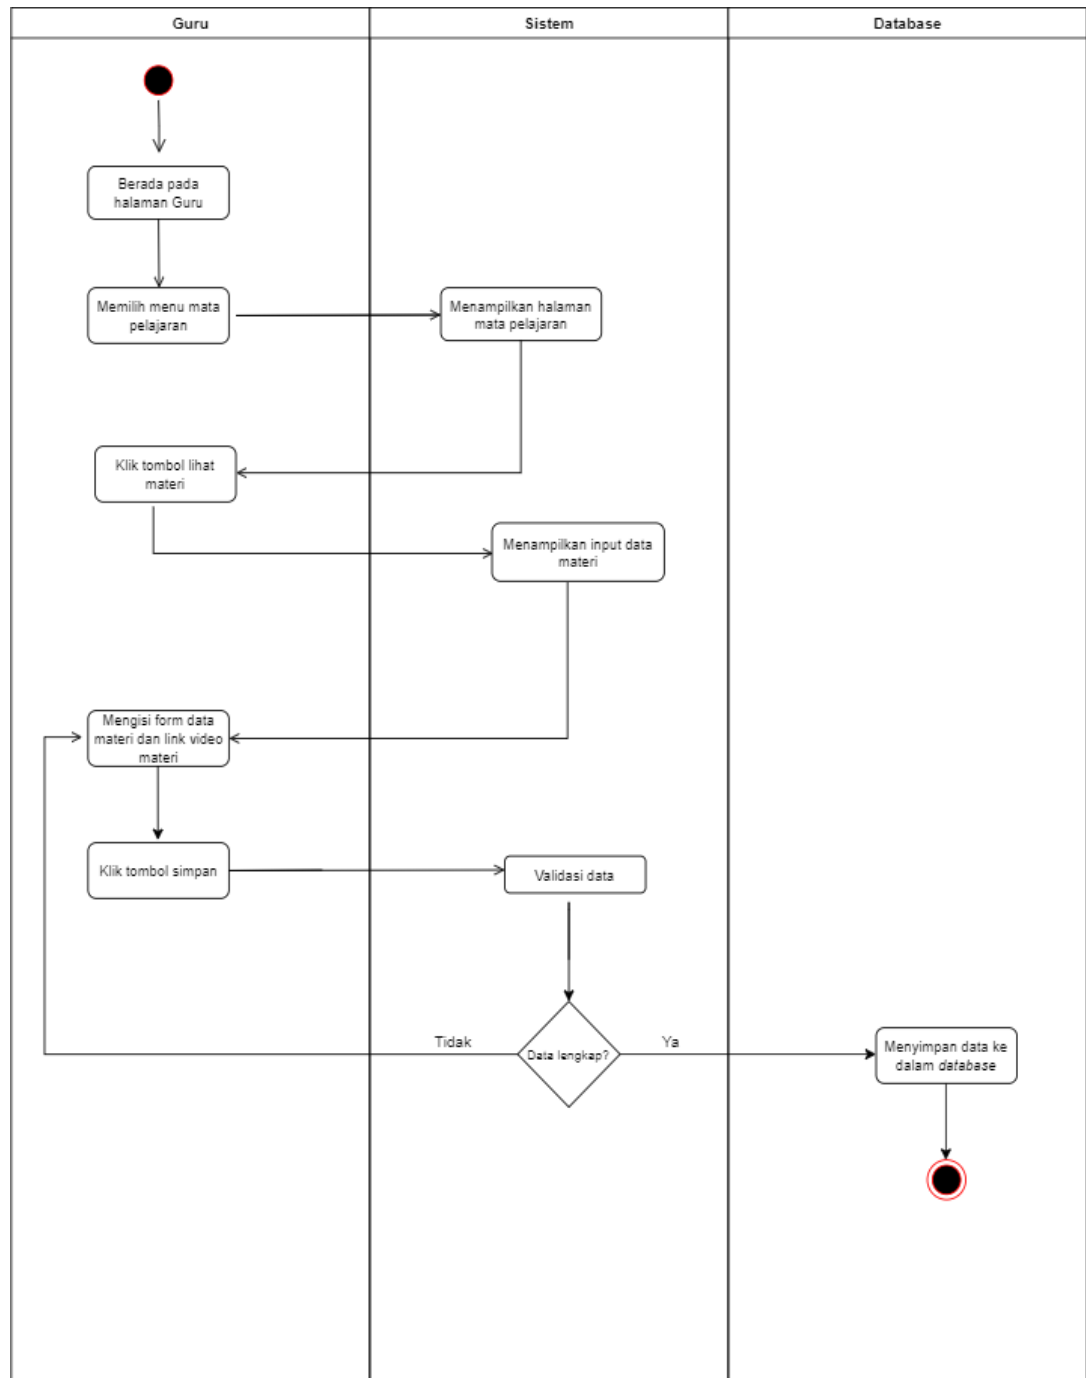 Guru
Sistem
Database
Berada pada
halaman Guru
Memilih menu mata
pelajaran
Menampilkan halaman
mata pelajaran
Klik tombol lihat
materi
Menampilkan input data
materi
Mengisi form data
materi dan link video
materi
Klik tombol simpan
Validasi data
Tidak
Data lengkap?
Ya
Menyimpan data ke
dalam database